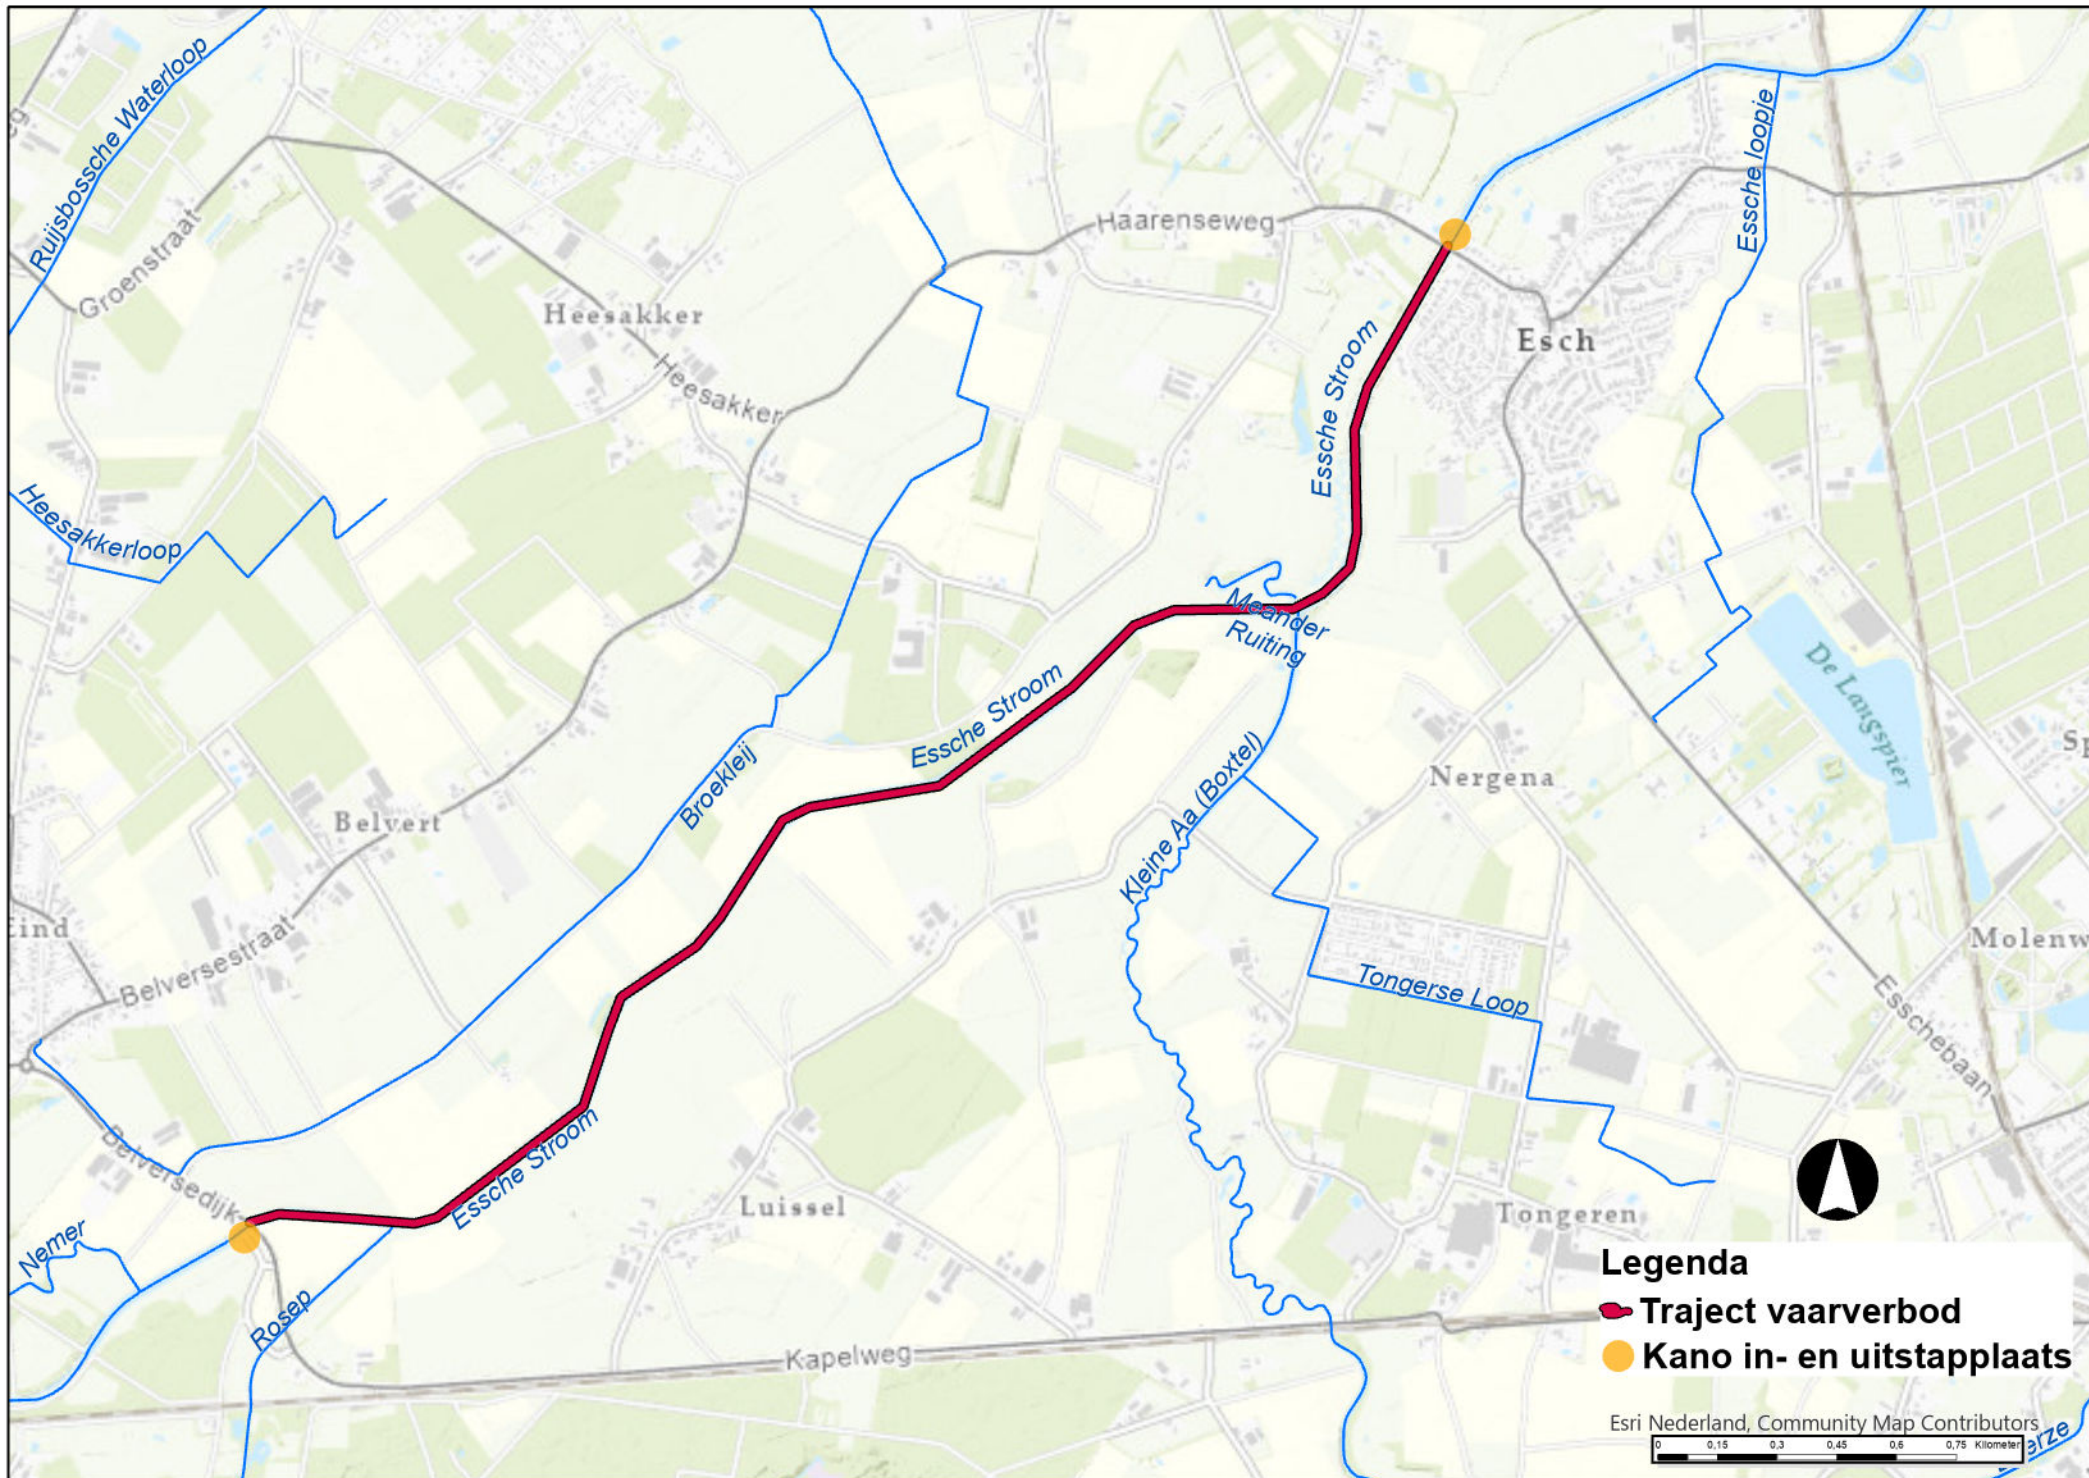 Ruijsbossche Waterloop
Groenstraat
Heesakker
Heesakker
Haarenseweg
Essche loopje
Esch
Essche Stroom
Heesakkerloop
Meander
Ruiting
De Langspier
Essche Stroom
Broekleij
Kleine Aa (Boxtel)
Nergena
Belvert
Belversestraat
Eind
Molenw
Tongerse Loop
Esschebaan
Belversedijk
Essche Stroom
Nemer
Luissel
Tongeren
Rosep
Kapelweg
Legenda
Traject vaarverbod
Kano in- en uitstapplaats
Esri Nederland, Community Map Contributors
0 0,15 0,3 0,45 0,6 0,75 Kilometer
erze
Sp